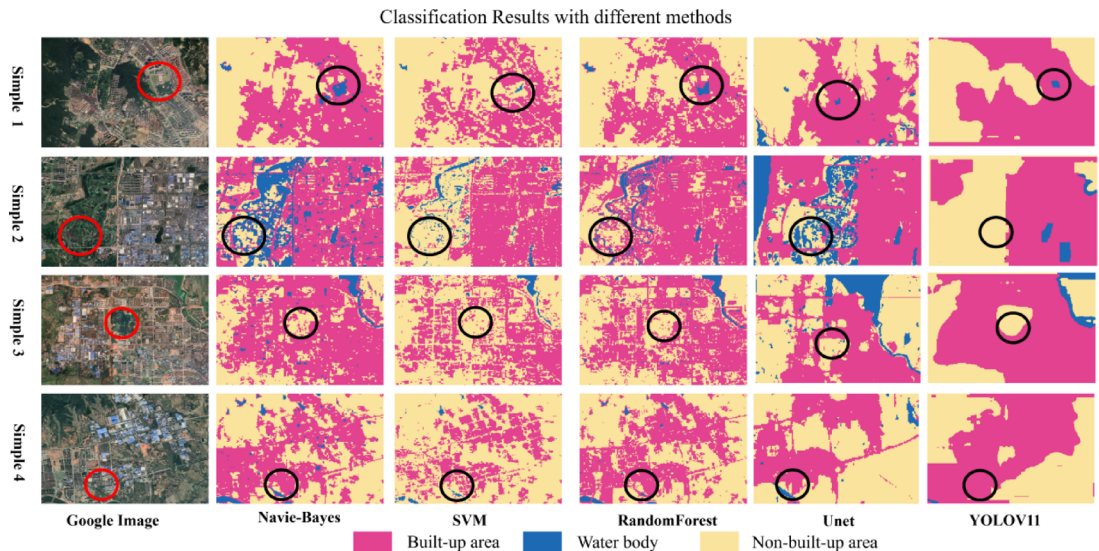 Classification Results with different methods
Simple 1
Simple 2
Simple 3
Simple 4
Google Image
Navie-Bayes
SVM
RandomForest
Unet
YOLOV11
Built-up area
Water body
Non-built-up area